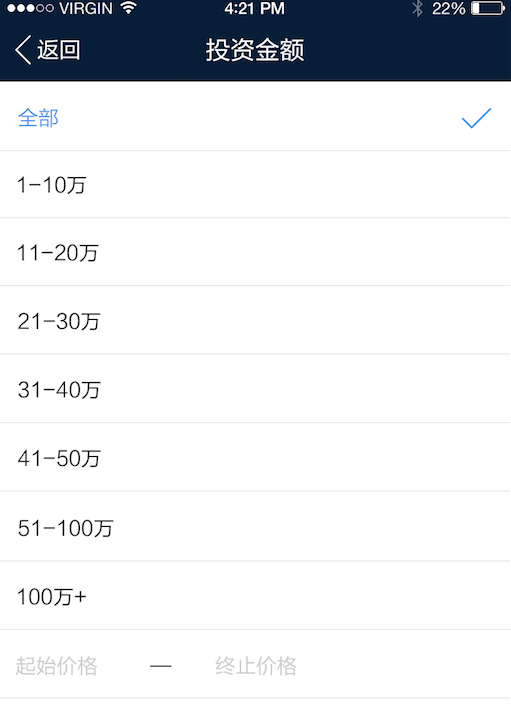 VIRGIN 4:21 PM 22%
返回 投资金额
全部
1-10万
11-20万
21-30万
31-40万
41-50万
51-100万
100万+
起始价格 — 终止价格